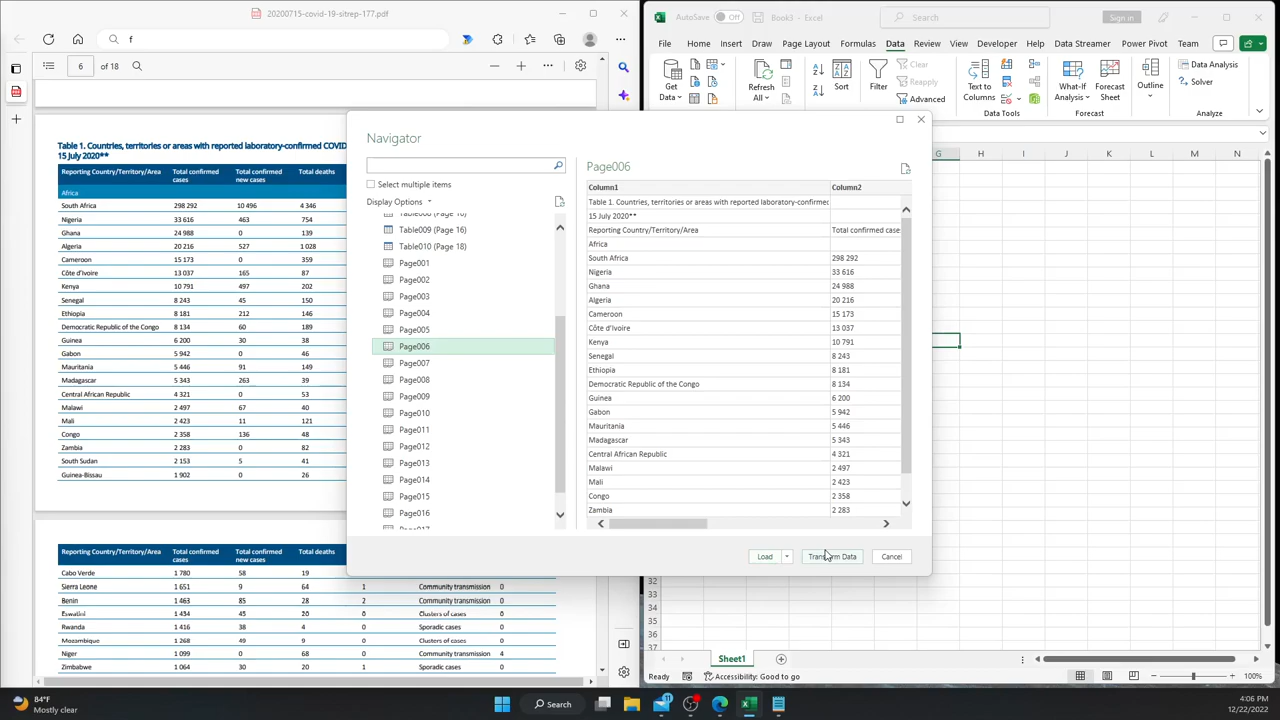 20200715-covid-19-sitrep-177.pdf
f
6 of 18
Table 1. Countries, territories or areas with reported laboratory-confirmed COVI
15 July 2020**
Reporting Country/Territory/Area Total confirmed cases Total confirmed new cases Total deaths
Africa
South Africa 298 292 10 496 4 346
Nigeria 33 616 463 754
Ghana 24 988 0 139
Algeria 20 216 527 1 028
Cameroon 15 173 0 359
Côte d'Ivoire 13 037 165 87
Kenya 10 791 497 202
Senegal 8 243 45 150
Ethiopia 8 181 212 146
Democratic Republic of the Congo 8 134 60 189
Guinea 6 200 30 38
Gabon 5 942 0 46
Mauritania 5 446 91 149
Madagascar 5 343 263 39
Central African Republic 4 321 0 53
Malawi 2 497 67 40
Mali 2 423 11 121
Congo 2 358 136 48
Zambia 2 283 0 82
South Sudan 2 153 5 41
Guinea-Bissau 1 902 0 26
Reporting Country/Territory/Area Total confirmed cases Total confirmed new cases Total deaths
Cabo Verde 1 780 58 19
Sierra Leone 1 651 9 64 1 Community transmission 0
Benin 1 463 85 28 2 Community transmission 0
Eswatini 1 434 45 20 0 Clusters of cases 0
Rwanda 1 416 38 4 0 Sporadic cases 0
Mozambique 1 268 49 9 0 Clusters of cases 0
Niger 1 099 0 68 0 Community transmission 4
Zimbabwe 1 064 30 20 1 Sporadic cases 0
AutoSave Off Book3 - Excel Search Sign in
File Home Insert Draw Page Layout Formulas Data Review View Developer Help Data Streamer Power Pivot Team
Get Data
Refresh All
Sort
Filter
Clear
Reapply
Advanced
Text to Columns
What-If Analysis
Forecast Sheet
Outline
Data Analysis
Solver
Data Tools Forecast Analyze
G H I J K L M N
Navigator
Select multiple items
Display Options
Table008 (Page 16)
Table009 (Page 16)
Table010 (Page 18)
Page001
Page002
Page003
Page004
Page005
Page006
Page007
Page008
Page009
Page010
Page011
Page012
Page013
Page014
Page015
Page016
Page017
Page006
Column1 Column2
Table 1. Countries, territories or areas with reported laboratory-confirmed
15 July 2020**
Reporting Country/Territory/Area Total confirmed case
Africa
South Africa 298 292
Nigeria 33 616
Ghana 24 988
Algeria 20 216
Cameroon 15 173
Côte d'Ivoire 13 037
Kenya 10 791
Senegal 8 243
Ethiopia 8 181
Democratic Republic of the Congo 8 134
Guinea 6 200
Gabon 5 942
Mauritania 5 446
Madagascar 5 343
Central African Republic 4 321
Malawi 2 497
Mali 2 423
Congo 2 358
Zambia 2 283
Load Transform Data Cancel
32
33
34
35
36
37
Sheet1
Ready Accessibility: Good to go 100%
84°F
Mostly clear
Search
11
4:06 PM
12/22/2022